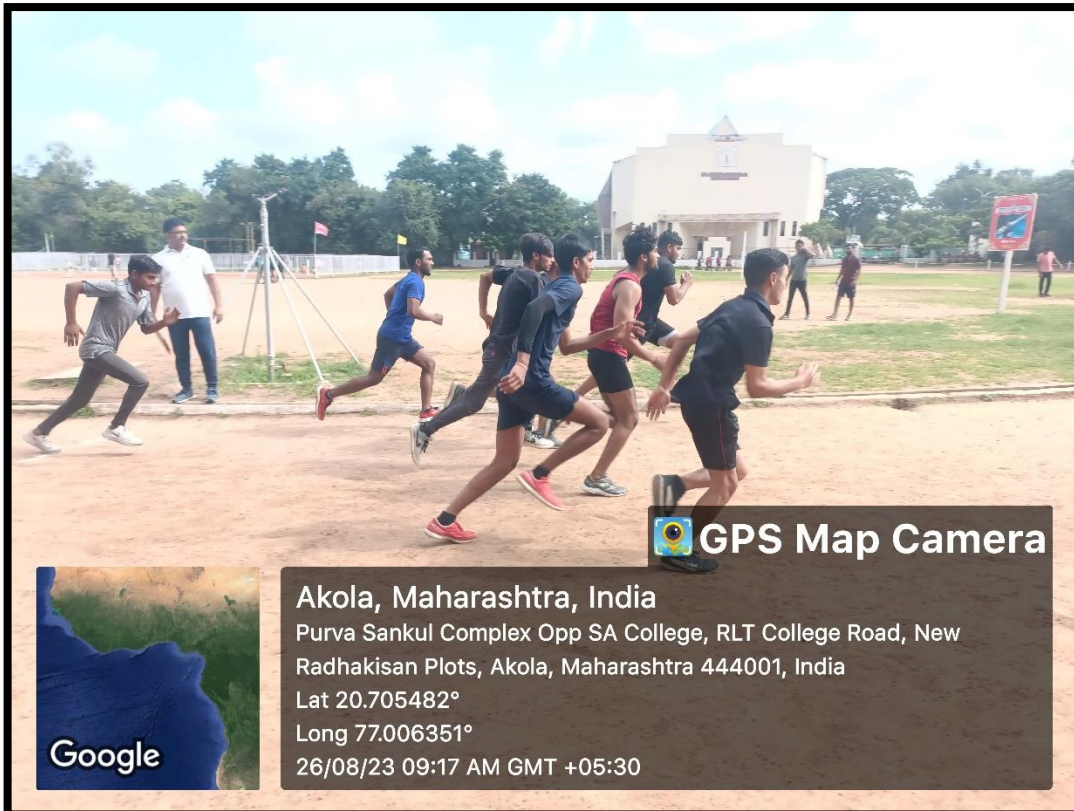 GPS Map Camera
Akola, Maharashtra, India
Purva Sankul Complex Opp SA College, RLT College Road, New
Radhakisan Plots, Akola, Maharashtra 444001, India
Lat 20.705482°
Long 77.006351°
26/08/23 09:17 AM GMT +05:30
Google